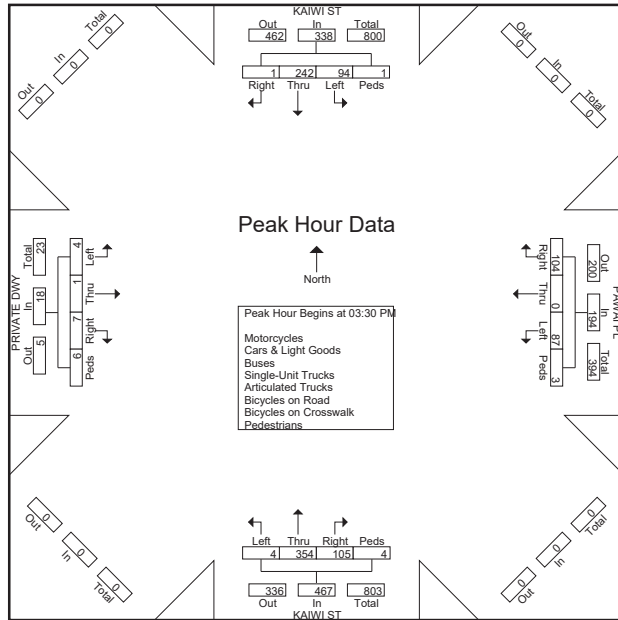 KAIWI ST
Out In Total
462 338 800
1 242 94 1
Right Thru Left Peds
Total
0
In
0
Out
0
Out
0
In
0
Total
0
PRIVATE DWY
Total In Out
23 18 5
4 1 7 6
Left Thru Right Peds
Peak Hour Data
North
Peak Hour Begins at 03:30 PM
Motorcycles
Cars & Light Goods
Buses
Single-Unit Trucks
Articulated Trucks
Bicycles on Road
Bicycles on Crosswalk
Pedestrians
Right Thru Left Peds
104 0 87 3
Out In Total
200 194 394
PAWAI PL
Out
0
In
0
Total
0
Left Thru Right Peds
4 354 105 4
336 467 803
Out In Total
KAIWI ST
Total
0
In
0
Out
0